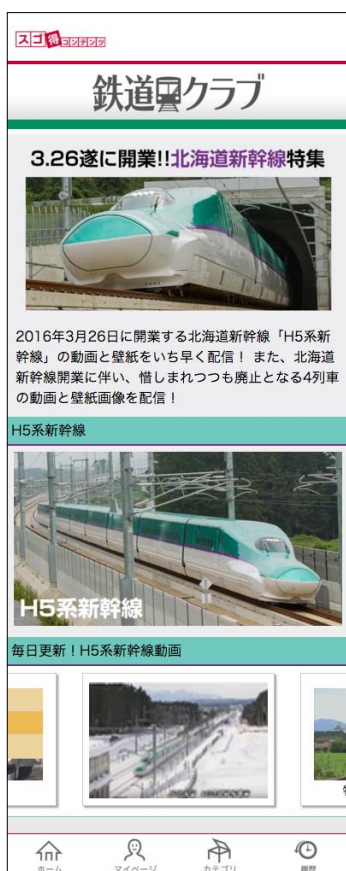 スゴ得コンテンツ
鉄道クラブ
3.26遂に開業!!北海道新幹線特集
2016年3月26日に開業する北海道新幹線「H5系新
幹線」の動画と壁紙をいち早く配信！ また、北海道
新幹線開業に伴い、惜しまれつつも廃止となる4列車
の動画と壁紙画像を配信！
H5系新幹線
H5系新幹線
毎日更新！H5系新幹線動画
ホーム
マイページ
カテゴリ
履歴